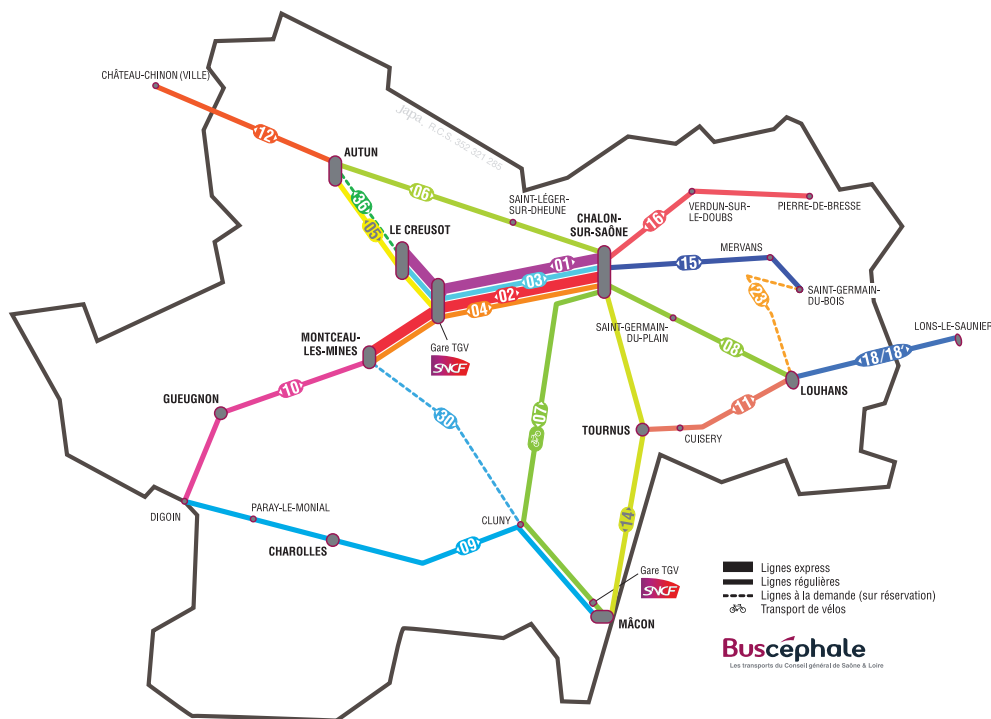 CHÂTEAU-CHINON (VILLE)
12
Japa. R.C.S. 352 321 285
AUTUN
06
36
05
SAINT-LÉGER-
SUR-DHEUNE
LE CREUSOT
CHALON-
SUR-SAÔNE
16
VERDUN-SUR-
LE-DOUBS
PIERRE-DE-BRESSE
01
03
02
04
15
MERVANS
SAINT-GERMAIN-
DU-BOIS
23
MONTCEAU-
LES-MINES
Gare TGV
SNCF
SAINT-GERMAIN-
DU-PLAIN
08
LONS-LE-SAUNIER
18/18*
LOUHANS
10
GUEUGNON
30
07
TOURNUS
11
CUISERY
DIGOIN
PARAY-LE-MONIAL
CHAROLLES
09
CLUNY
14
Gare TGV
SNCF
MÂCON
Lignes express
Lignes régulières
Lignes à la demande (sur réservation)
Transport de vélos
Buscéphale
Les transports du Conseil général de Saône & Loire